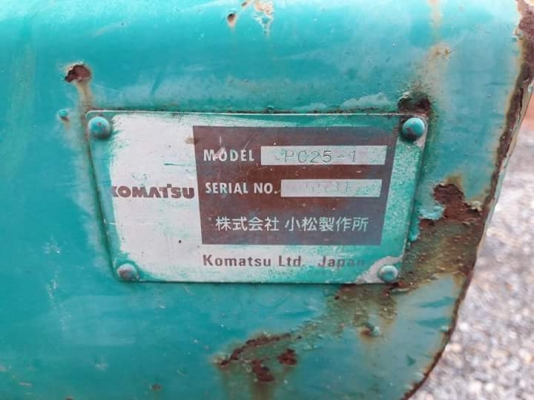 KOMATSU
MODEL PC25-1
SERIAL NO.
株式会社 小松製作所
Komatsu Ltd. Japan